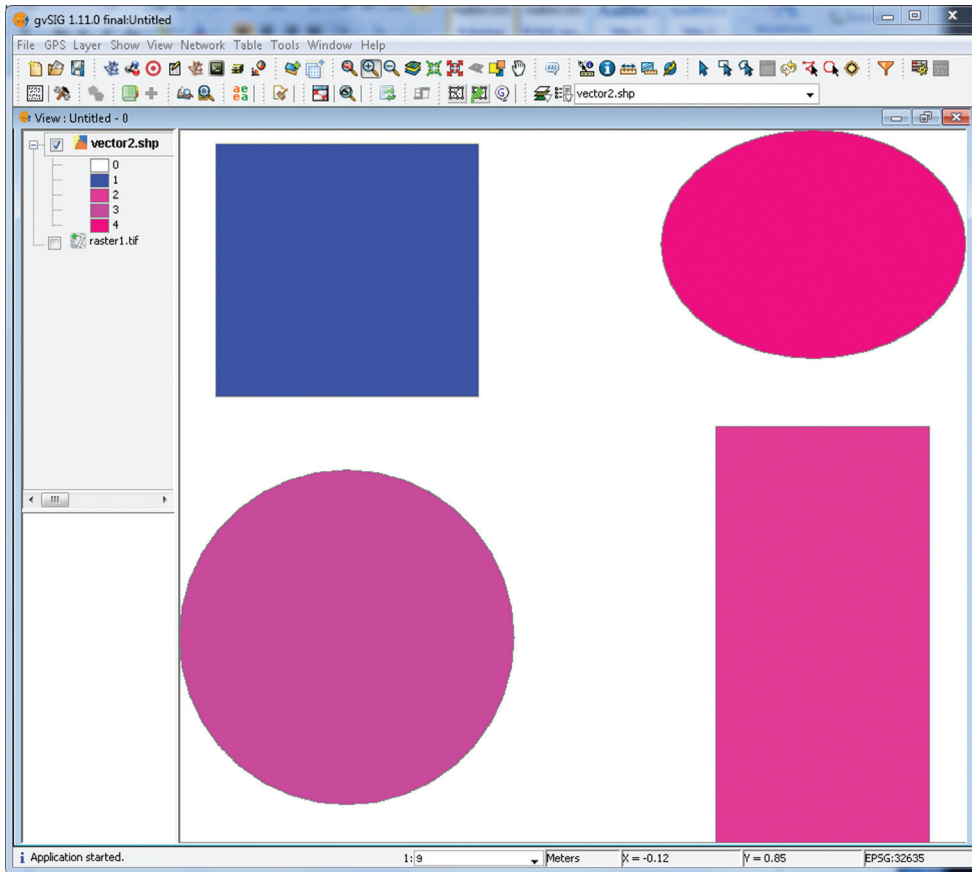 gvSIG 1.11.0 final:Untitled
File GPS Layer Show View Network Table Tools Window Help
vector2.shp
View : Untitled - 0
vector2.shp
0
1
2
3
4
raster1.tif
Application started.
1: 9
Meters
X = -0.12
Y = 0.85
EPSG:32635